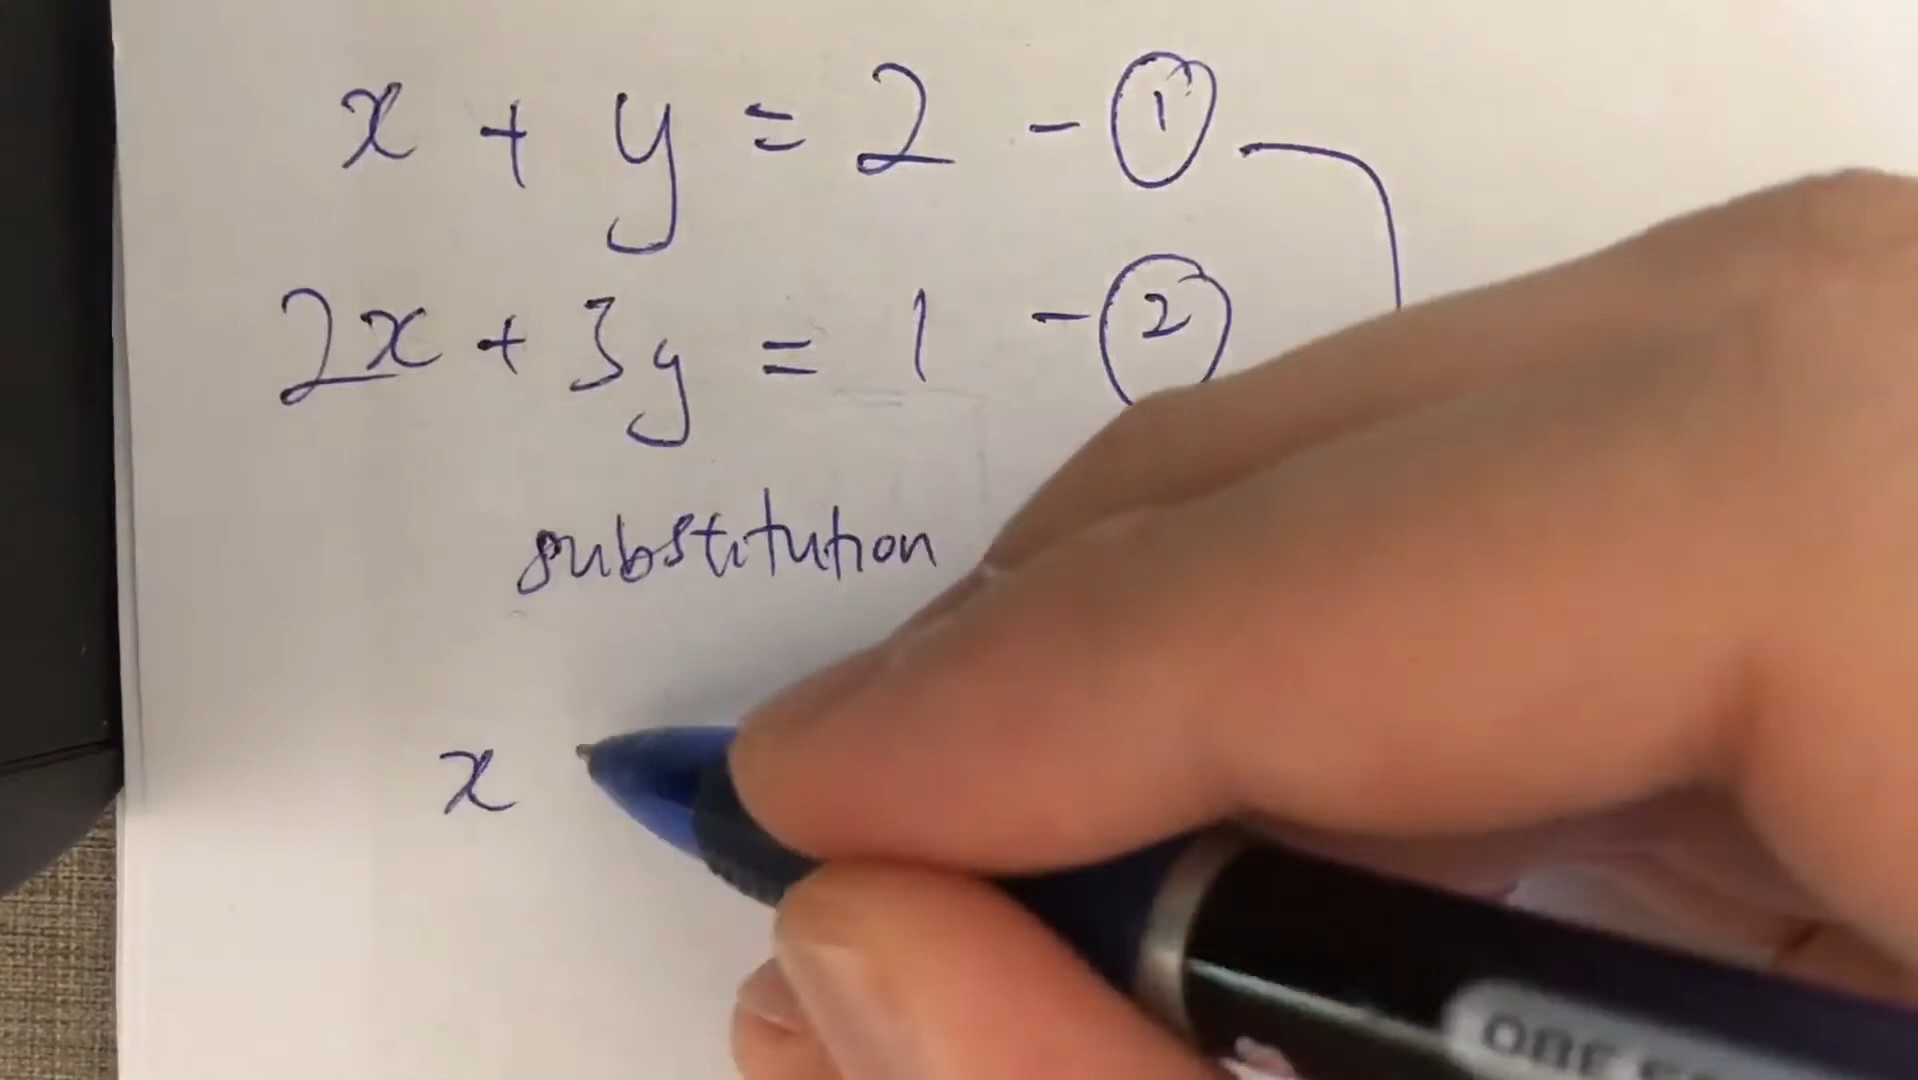 x + y = 2 - ①
2x + 3y = 1 - ②
substitution
x